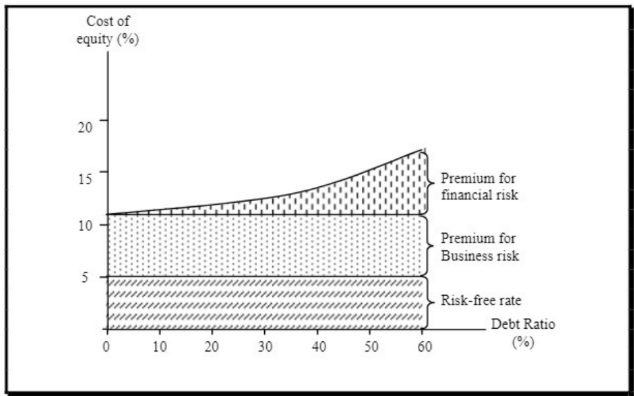 Cost of
equity (%)
20
15
10
5
0
Premium for
financial risk
Premium for
Business risk
Risk-free rate
Debt Ratio
(%)
0 10 20 30 40 50 60